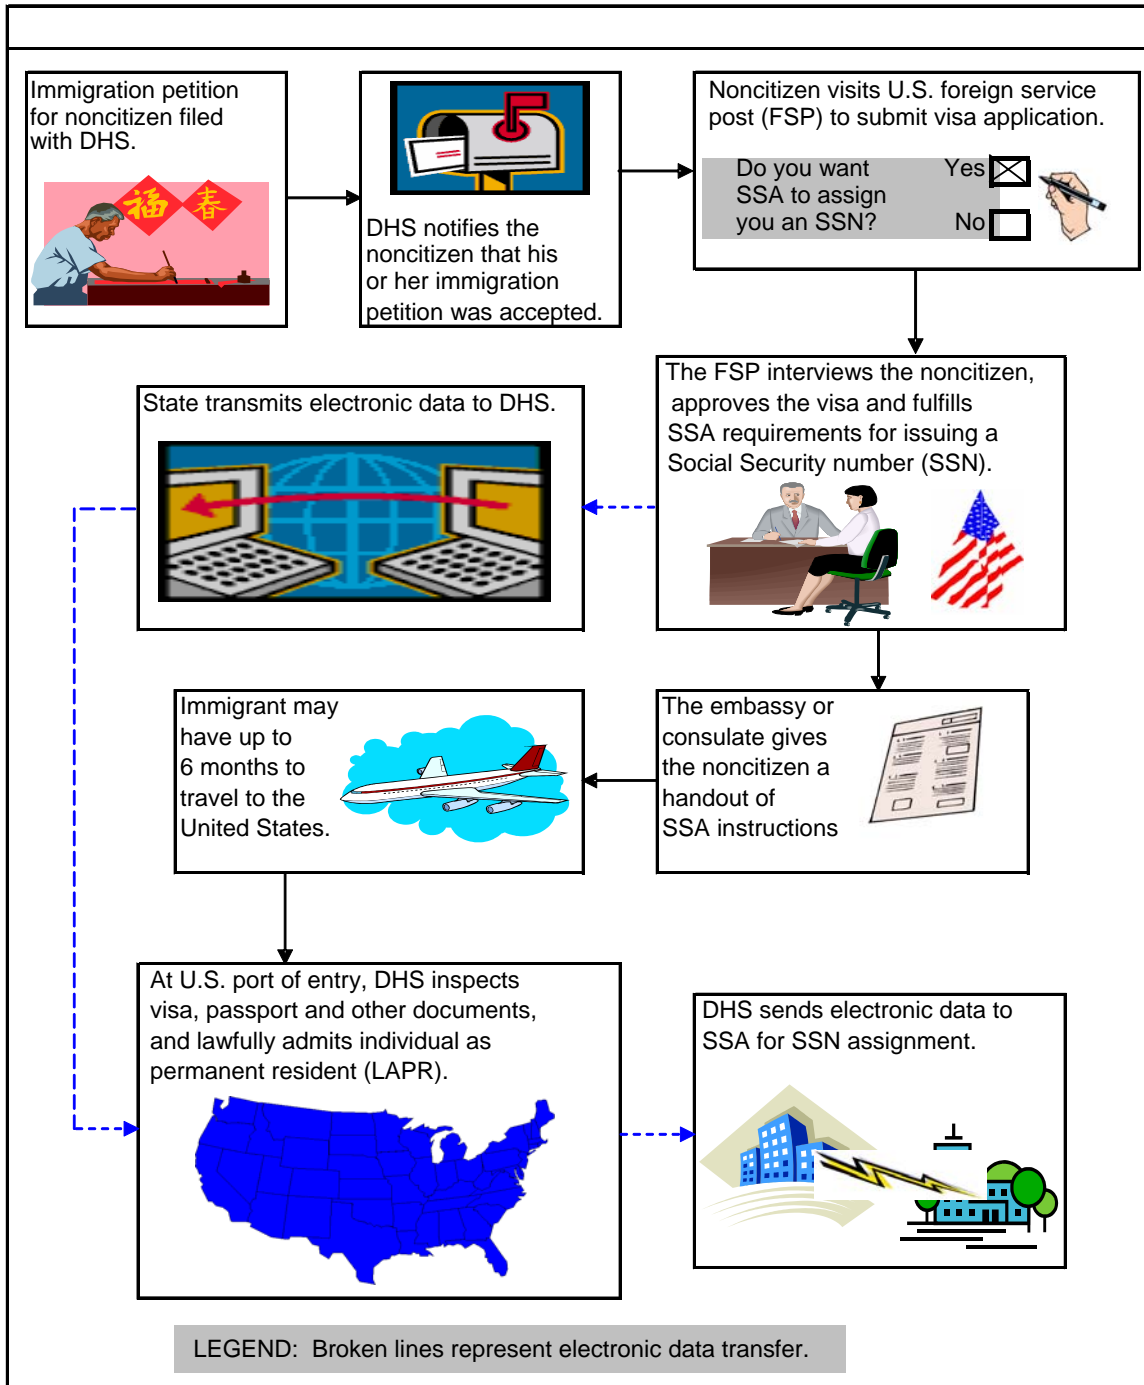 Immigration petition
for noncitizen filed
with DHS.
福 春
DHS notifies the
noncitizen that his
or her immigration
petition was accepted.
Noncitizen visits U.S. foreign service
post (FSP) to submit visa application.
Do you want Yes
SSA to assign
you an SSN? No
The FSP interviews the noncitizen,
approves the visa and fulfills
SSA requirements for issuing a
Social Security number (SSN).
State transmits electronic data to DHS.
The embassy or
consulate gives
the noncitizen a
handout of
SSA instructions
Immigrant may
have up to
6 months to
travel to the
United States.
At U.S. port of entry, DHS inspects
visa, passport and other documents,
and lawfully admits individual as
permanent resident (LAPR).
DHS sends electronic data to
SSA for SSN assignment.
LEGEND: Broken lines represent electronic data transfer.